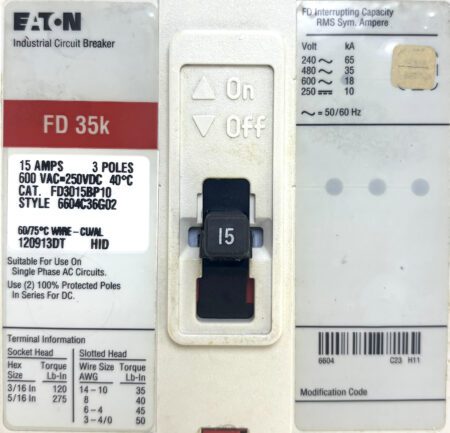 EATON
Industrial Circuit Breaker
FD 35k
15 AMPS 3 POLES
600 VAC=250VDC 40°C
CAT. FD3015BP10
STYLE 6604C36G02
60/75°C WIRE-CU/AL
120913DT HID
Suitable For Use On
Single Phase AC Circuits.
Use (2) 100% Protected Poles
In Series For DC.
Terminal Information
Socket Head Slotted Head
Hex Torque Wire Size Torque
Size Lb-In AWG Lb-In
3/16 In 120 14-10 35
5/16 In 275 8 40
6-4 45
3-4/0 50
△ On
▽ Off
15
FD Interrupting Capacity
RMS Sym. Ampere
Volt kA
240 ~ 65
480 ~ 35
600 ~ 18
250 ⎓ 10
~ = 50/60 Hz
6604 C23 H11
Modification Code